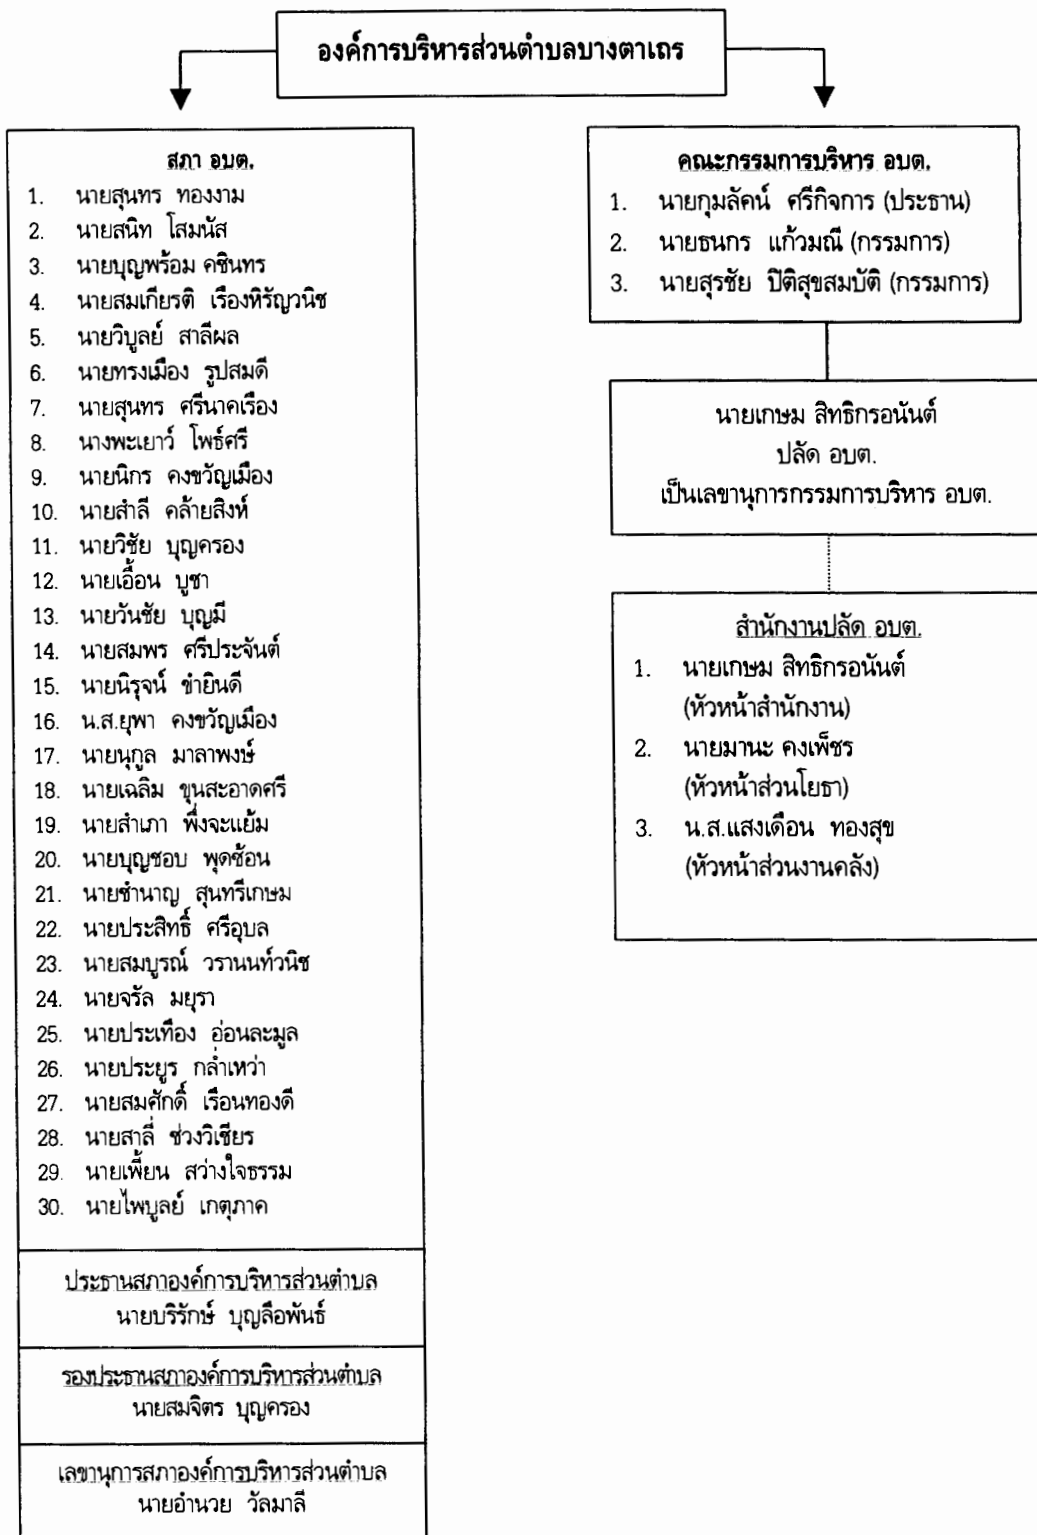 องค์การบริหารส่วนตำบลบางตาเถร
สภา อบต.
1. นายสุนทร ทองงาม
2. นายสนิท โสมนัส
3. นายบุญพร้อม คชินทร
4. นายสมเกียรติ เรืองหิรัญวนิช
5. นายวิบูลย์ สาลีผล
6. นายทรงเมือง รูปสมดี
7. นายสุนทร ศรีนาคเรือง
8. นางพะเยาว์ โพธ์ศรี
9. นายนิกร คงขวัญเมือง
10. นายสำลี คล้ายสิงห์
11. นายวิชัย บุญครอง
12. นายเอื้อน บูชา
13. นายวันชัย บุญมี
14. นายสมพร ศรีประจันต์
15. นายนิรุจน์ ขำยินดี
16. น.ส.ยุพา คงขวัญเมือง
17. นายนุกูล มาลาพงษ์
18. นายเฉลิม ขุนสะอาดศรี
19. นายสำเภา พึ่งจะแย้ม
20. นายบุญชอบ พุดซ้อน
21. นายชำนาญ สุนทรีเกษม
22. นายประสิทธิ์ ศรีอุบล
23. นายสมบูรณ์ วรานนท์วนิช
24. นายจรัล มยุรา
25. นายประเทือง อ่อนละมูล
26. นายประยูร กล่ำเหว่า
27. นายสมศักดิ์ เรือนทองดี
28. นายสาลี่ ช่วงวิเชียร
29. นายเพี้ยน สว่างใจธรรม
30. นายไพบูลย์ เกตุภาค
ประธานสภาองค์การบริหารส่วนตำบล
นายบริรักษ์ บุญลือพันธ์
รองประธานสภาองค์การบริหารส่วนตำบล
นายสมจิตร บุญครอง
เลขานุการสภาองค์การบริหารส่วนตำบล
นายอำนวย วัลมาลี
คณะกรรมการบริหาร อบต.
1. นายกุมลัคน์ ศรีกิจการ (ประธาน)
2. นายธนกร แก้วมณี (กรรมการ)
3. นายสุรชัย ปิติสุขสมบัติ (กรรมการ)
นายเกษม สิทธิกรอนันต์
ปลัด อบต.
เป็นเลขานุการกรรมการบริหาร อบต.
สำนักงานปลัด อบต.
1. นายเกษม สิทธิกรอนันต์
(หัวหน้าสำนักงาน)
2. นายมานะ คงเพ็ชร
(หัวหน้าส่วนโยธา)
3. น.ส.แสงเดือน ทองสุข
(หัวหน้าส่วนงานคลัง)